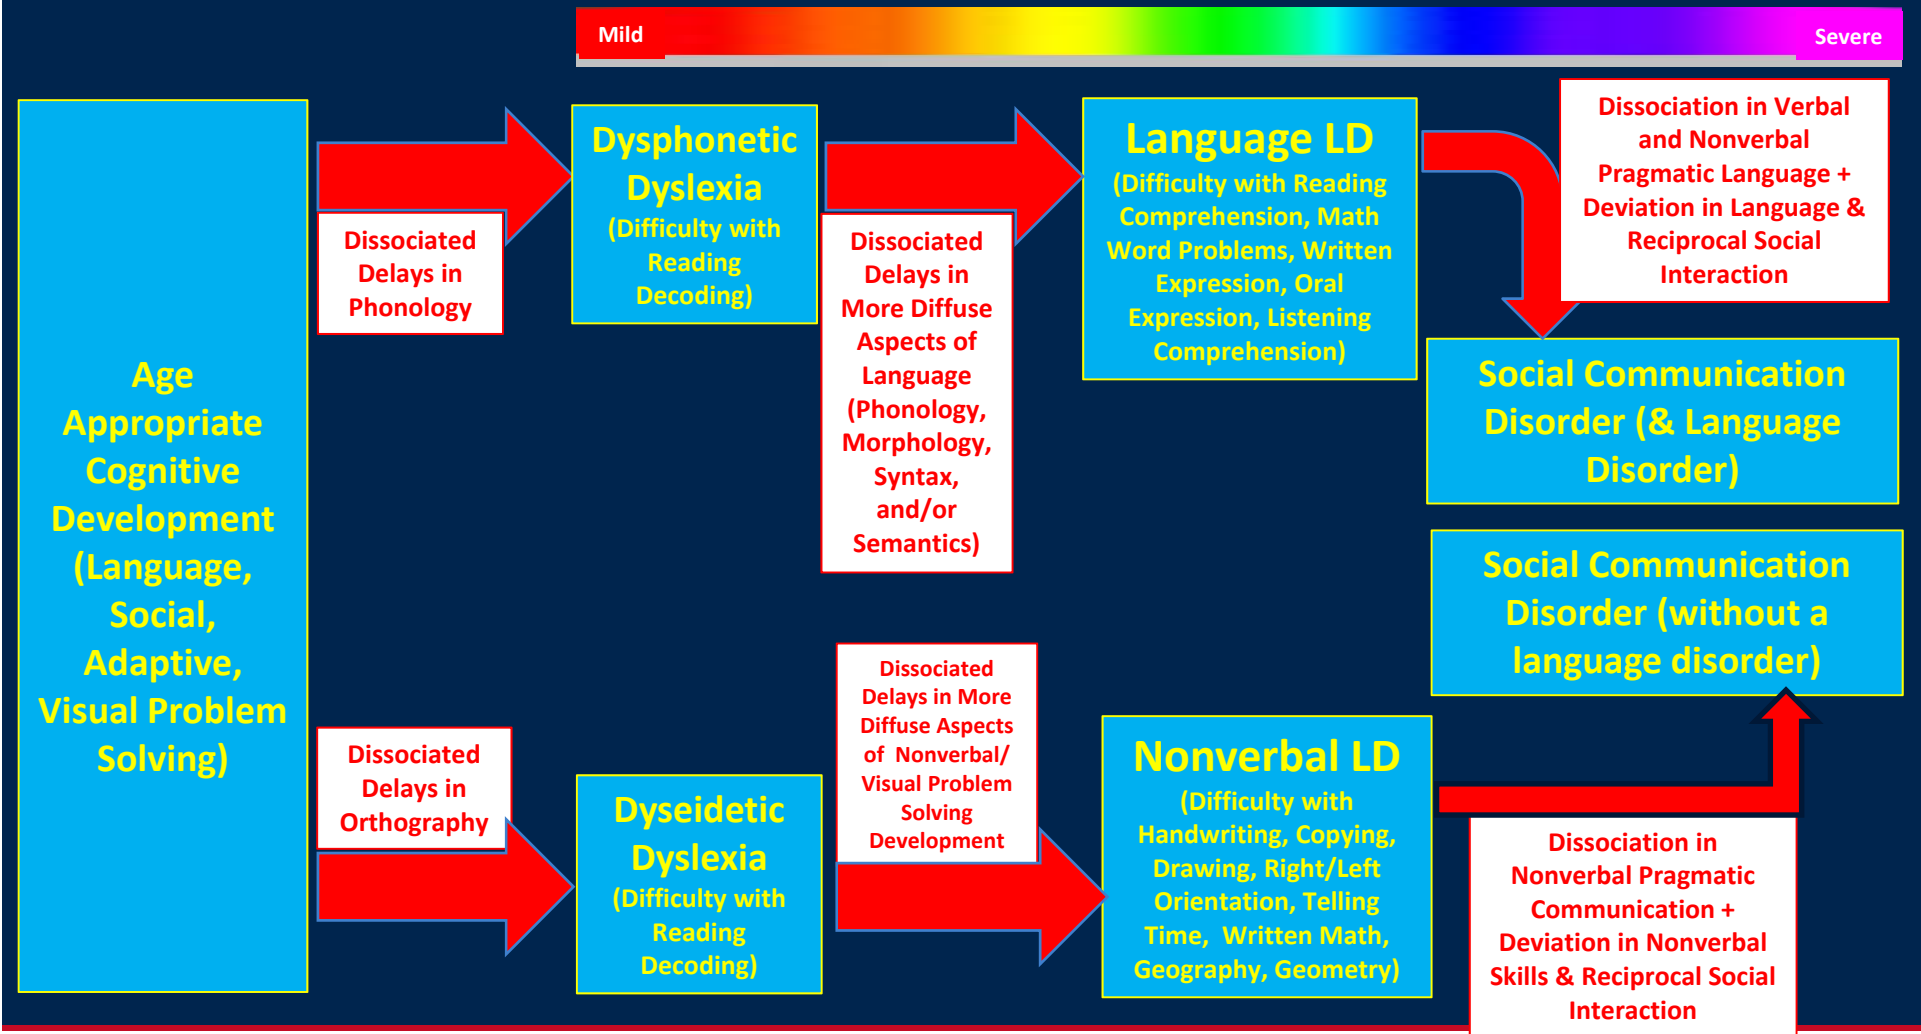 Mild
Severe
Age
Appropriate
Cognitive
Development
(Language,
Social,
Adaptive,
Visual Problem
Solving)
Dissociated
Delays in
Phonology
Dysphonetic
Dyslexia
(Difficulty with
Reading
Decoding)
Dissociated
Delays in
More Diffuse
Aspects of
Language
(Phonology,
Morphology,
Syntax,
and/or
Semantics)
Language LD
(Difficulty with Reading
Comprehension, Math
Word Problems, Written
Expression, Oral
Expression, Listening
Comprehension)
Dissociation in Verbal
and Nonverbal
Pragmatic Language +
Deviation in Language &
Reciprocal Social
Interaction
Social Communication
Disorder (& Language
Disorder)
Social Communication
Disorder (without a
language disorder)
Dissociated
Delays in
Orthography
Dyseidetic
Dyslexia
(Difficulty with
Reading
Decoding)
Dissociated
Delays in More
Diffuse Aspects
of Nonverbal/
Visual Problem
Solving
Development
Nonverbal LD
(Difficulty with
Handwriting, Copying,
Drawing, Right/Left
Orientation, Telling
Time, Written Math,
Geography, Geometry)
Dissociation in
Nonverbal Pragmatic
Communication +
Deviation in Nonverbal
Skills & Reciprocal Social
Interaction